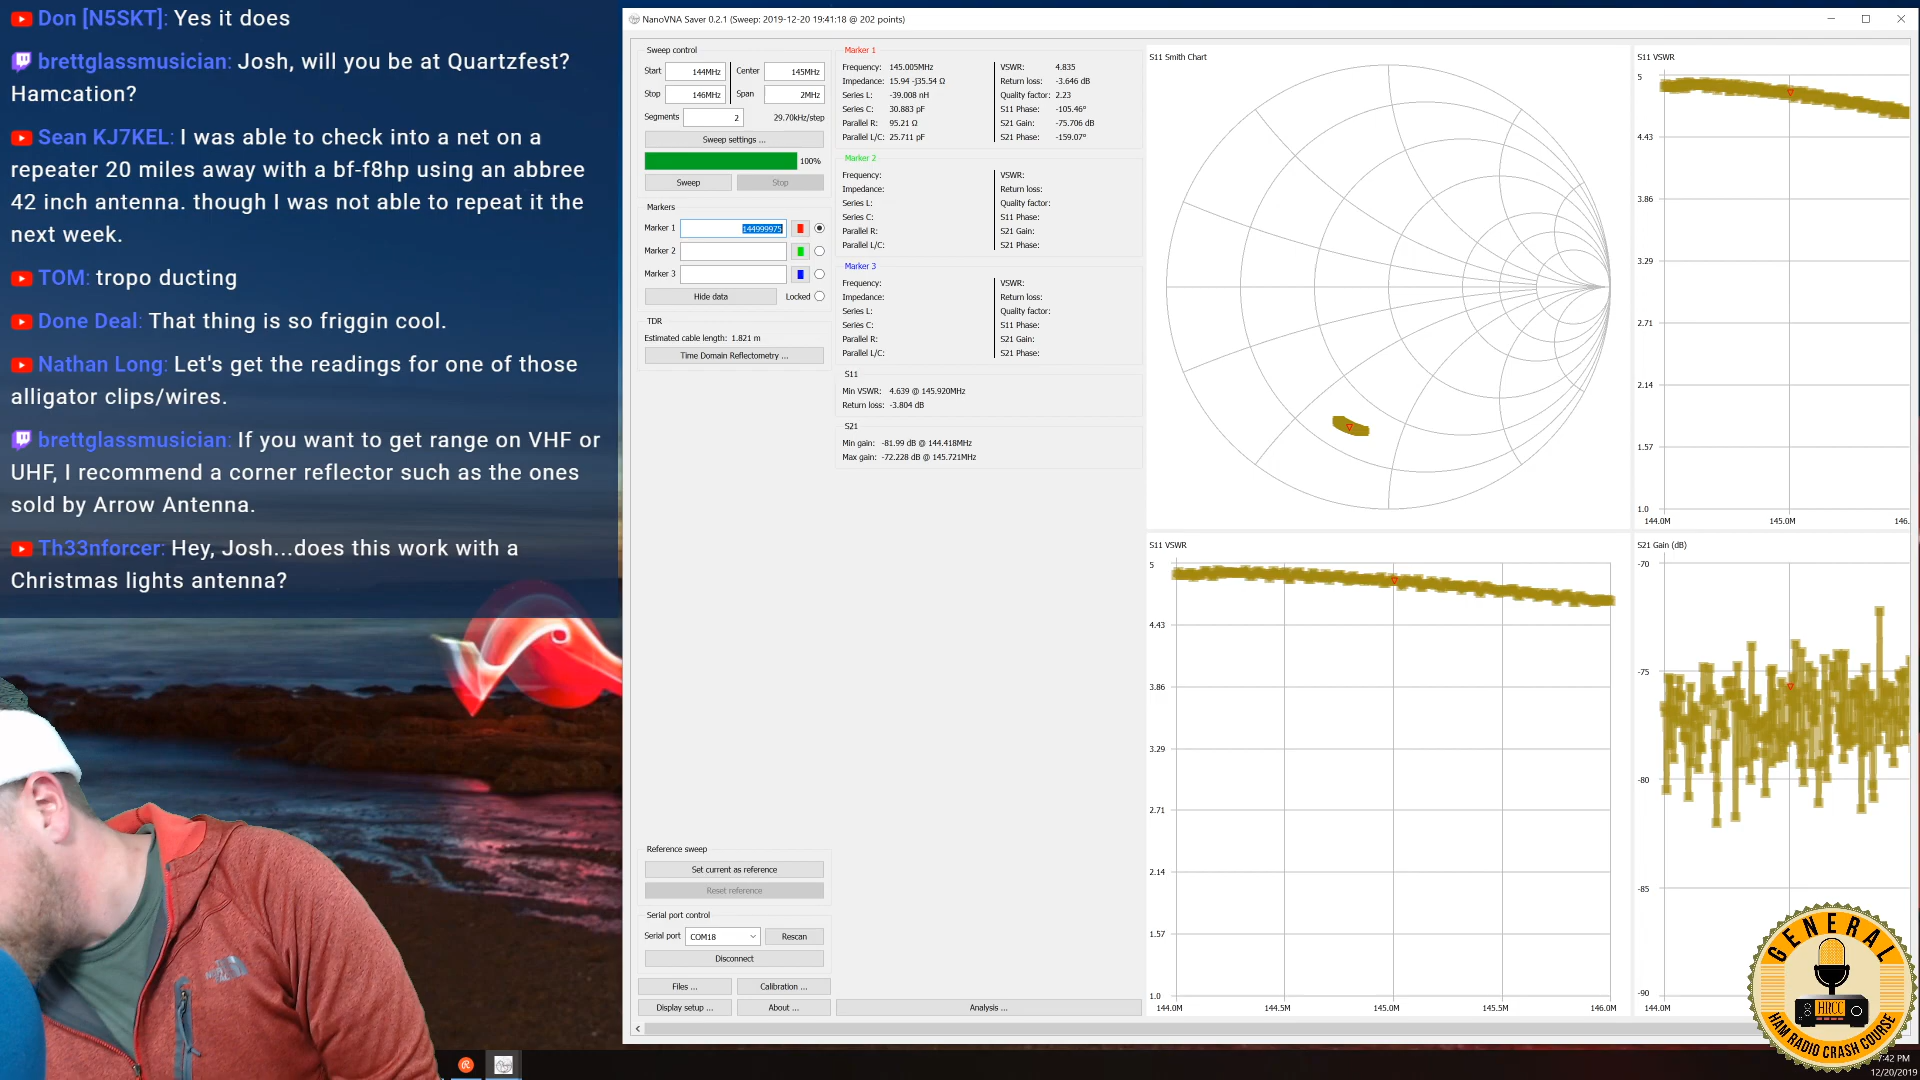 Don [N5SKT]: Yes it does
brettglassmusician: Josh, will you be at Quartzfest?
Hamcation?
Sean KJ7KEL: I was able to check into a net on a
repeater 20 miles away with a bf-f8hp using an abbree
42 inch antenna. though I was not able to repeat it the
next week.
TOM: tropo ducting
Done Deal: That thing is so friggin cool.
Nathan Long: Let's get the readings for one of those
alligator clips/wires.
brettglassmusician: If you want to get range on VHF or
UHF, I recommend a corner reflector such as the ones
sold by Arrow Antenna.
Th33nforcer: Hey, Josh...does this work with a
Christmas lights antenna?
NanoVNA Saver 0.2.1 (Sweep: 2019-12-20 19:41:18 @ 202 points)
Sweep control
Start 144MHz Center 145MHz
Stop 146MHz Span 2MHz
Segments 2 29.70kHz/step
Sweep settings ...
100%
Sweep Stop
Markers
Marker 1 144999975
Marker 2
Marker 3
Hide data Locked
TDR
Estimated cable length: 1.821 m
Time Domain Reflectometry ...
Reference sweep
Set current as reference
Reset reference
Serial port control
Serial port COM18 Rescan
Disconnect
Files ... Calibration ...
Display setup ... About ...
Marker 1
Frequency: 145.005MHz VSWR: 4.835
Impedance: 15.94 -j35.54 Ω Return loss: -3.646 dB
Series L: -39.008 nH Quality factor: 2.23
Series C: 30.883 pF S11 Phase: -105.46°
Parallel R: 95.21 Ω S21 Gain: -75.706 dB
Parallel L/C: 25.711 pF S21 Phase: -159.07°
Marker 2
Frequency: VSWR:
Impedance: Return loss:
Series L: Quality factor:
Series C: S11 Phase:
Parallel R: S21 Gain:
Parallel L/C: S21 Phase:
Marker 3
Frequency: VSWR:
Impedance: Return loss:
Series L: Quality factor:
Series C: S11 Phase:
Parallel R: S21 Gain:
Parallel L/C: S21 Phase:
S11
Min VSWR: 4.639 @ 145.920MHz
Return loss: -3.804 dB
S21
Min gain: -81.99 dB @ 144.418MHz
Max gain: -72.228 dB @ 145.721MHz
Analysis ...
S11 Smith Chart
S11 VSWR
5
4.43
3.86
3.29
2.71
2.14
1.57
1.0
144.0M 145.0M 146.
S11 VSWR
5
4.43
3.86
3.29
2.71
2.14
1.57
1.0
144.0M 144.5M 145.0M 145.5M 146.0M
S21 Gain (dB)
-70
-75
-80
-85
-90
144.0M
GENERAL
HRCC
HAM RADIO CRASH COURSE
7:42 PM
12/20/2019